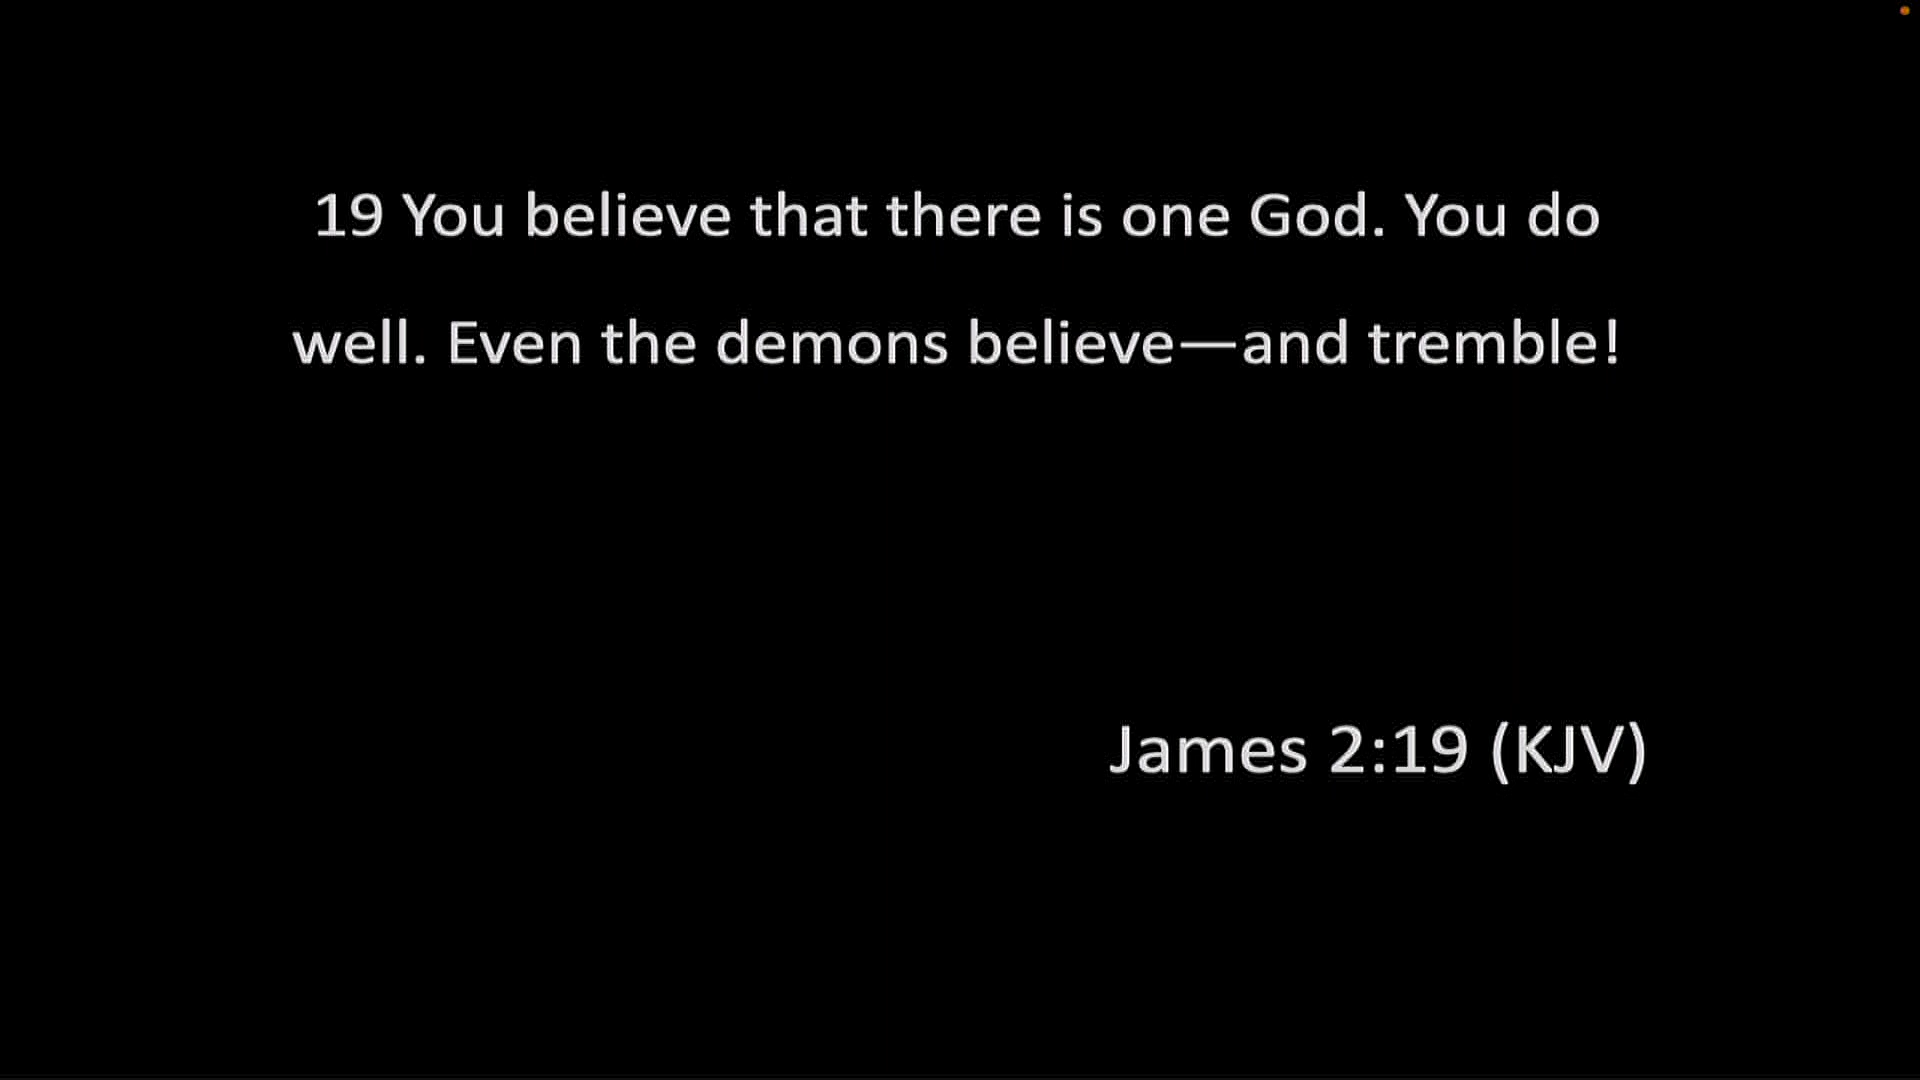 19 You believe that there is one God. You do
well. Even the demons believe—and tremble!
James 2:19 (KJV)